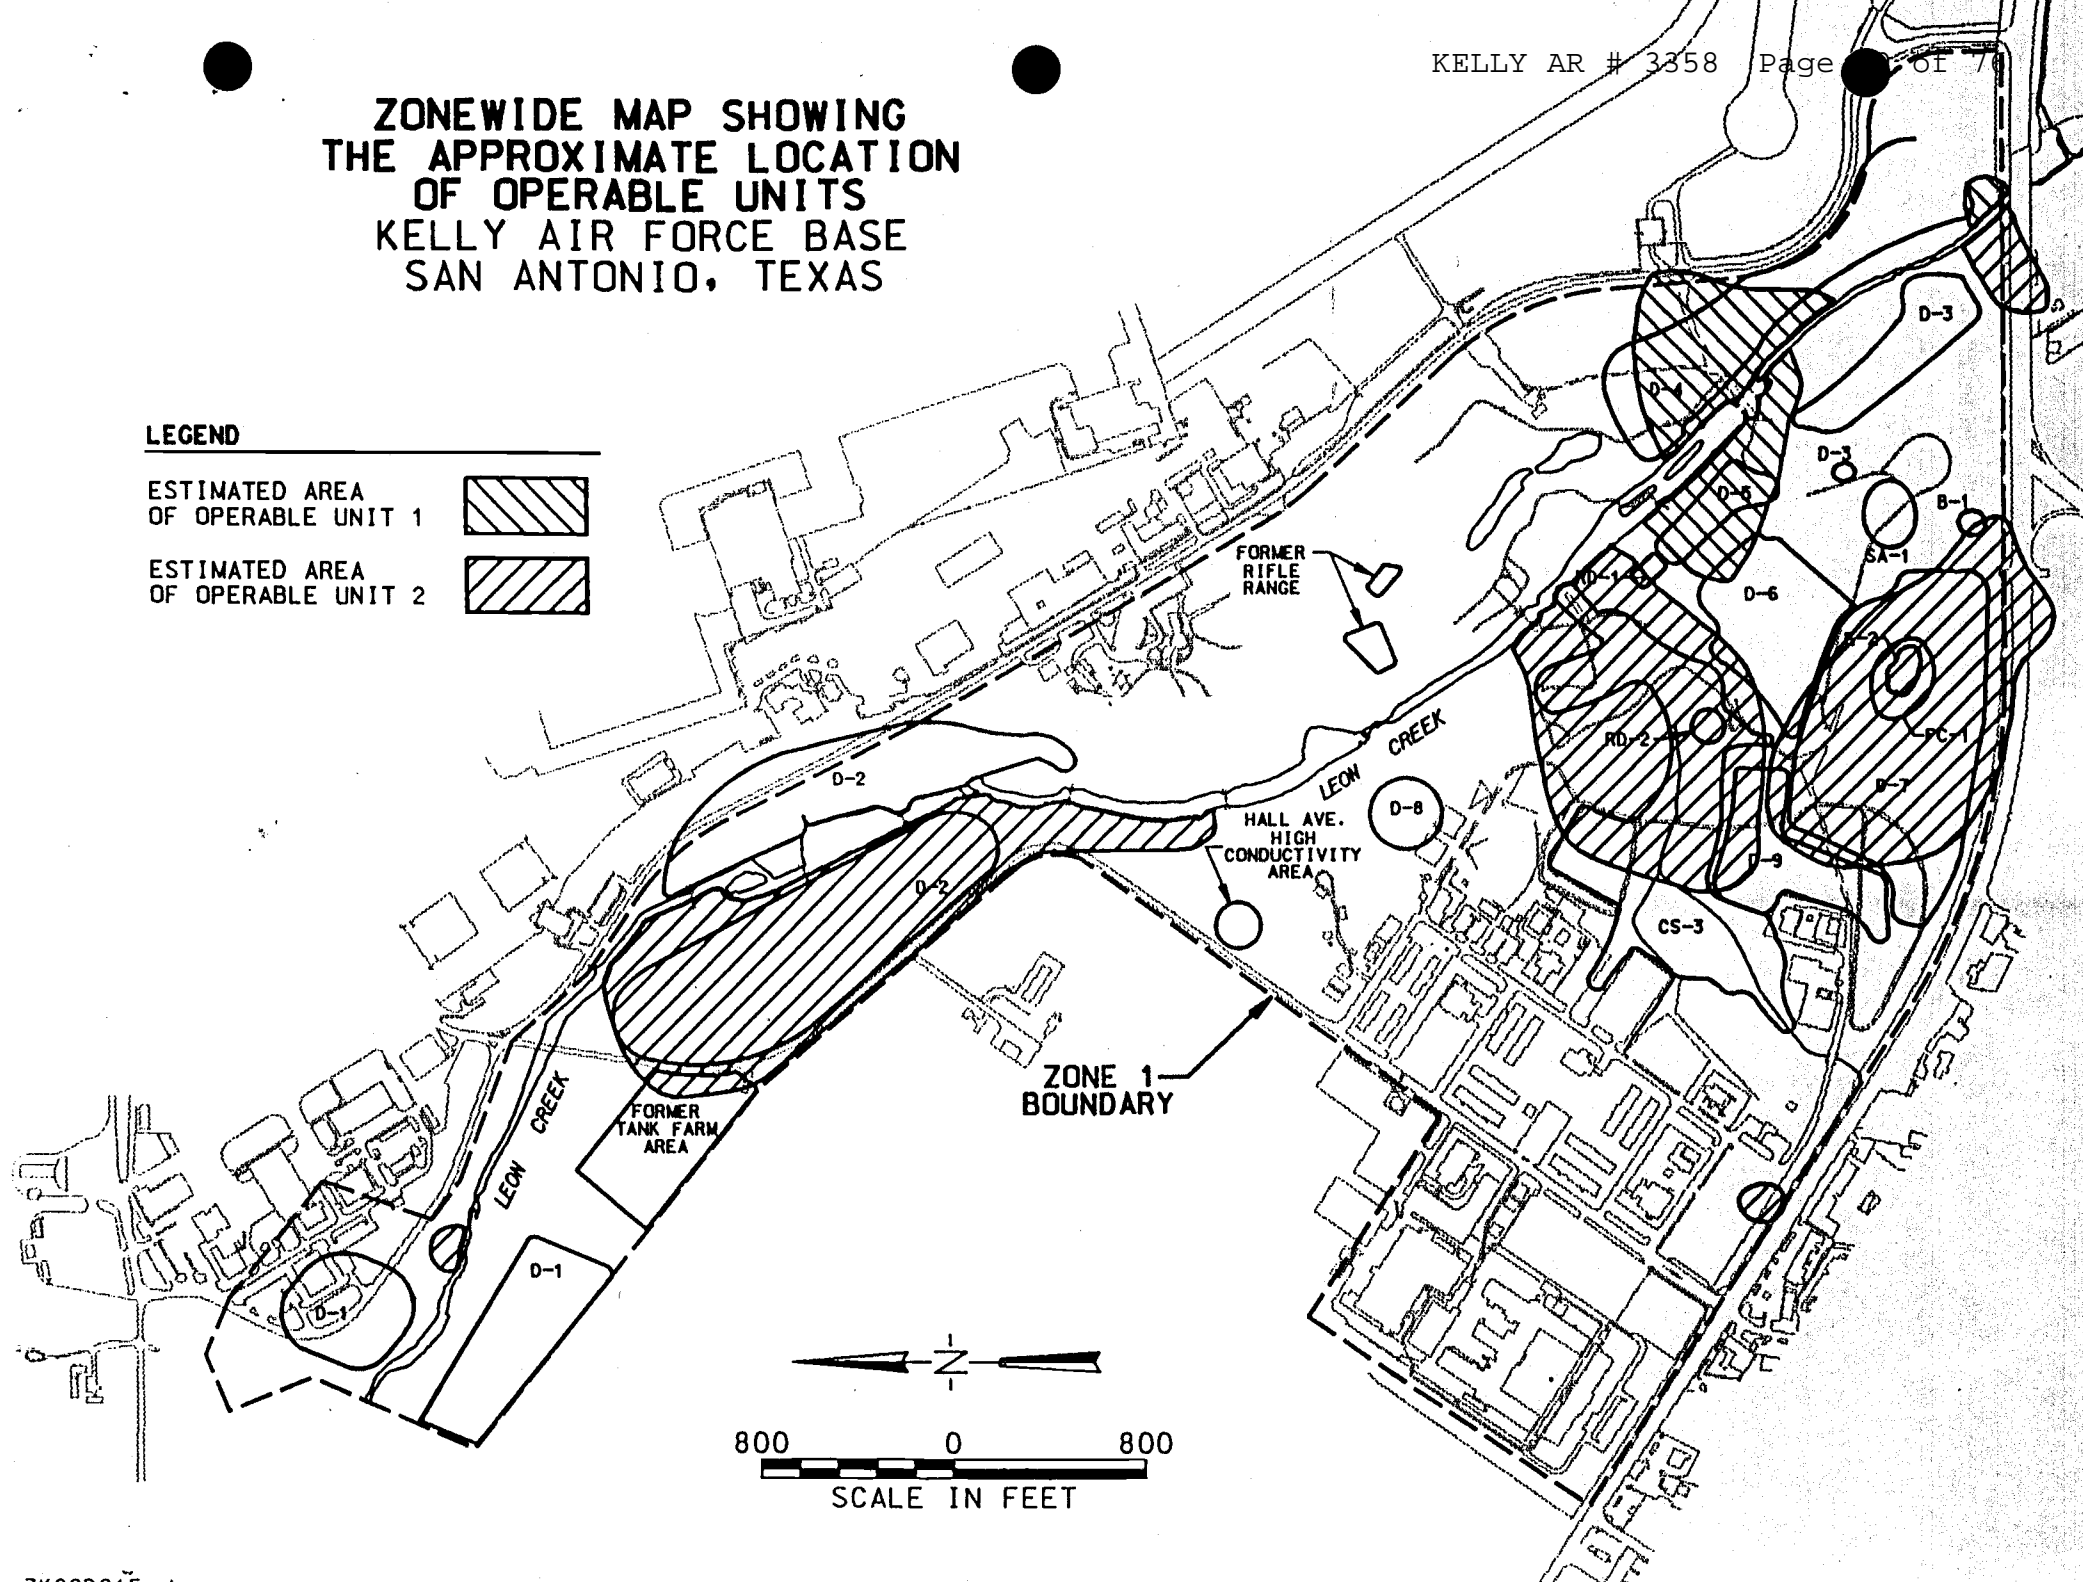 KELLY AR # 3358 Page of
ZONEWIDE MAP SHOWING
THE APPROXIMATE LOCATION
OF OPERABLE UNITS
KELLY AIR FORCE BASE
SAN ANTONIO, TEXAS
LEGEND
ESTIMATED AREA
OF OPERABLE UNIT 1
ESTIMATED AREA
OF OPERABLE UNIT 2
D-3
D-4
D-3
D-5
B-1
SA-1
FORMER
RIFLE
RANGE
RD-1
D-6
RD-2
PC-1
D-7
LEON CREEK
D-2
D-8
HALL AVE.
HIGH
CONDUCTIVITY
AREA
D-9
D-2
CS-3
ZONE 1
BOUNDARY
LEON CREEK
FORMER
TANK FARM
AREA
D-1
D-1
N
800 0 800
SCALE IN FEET